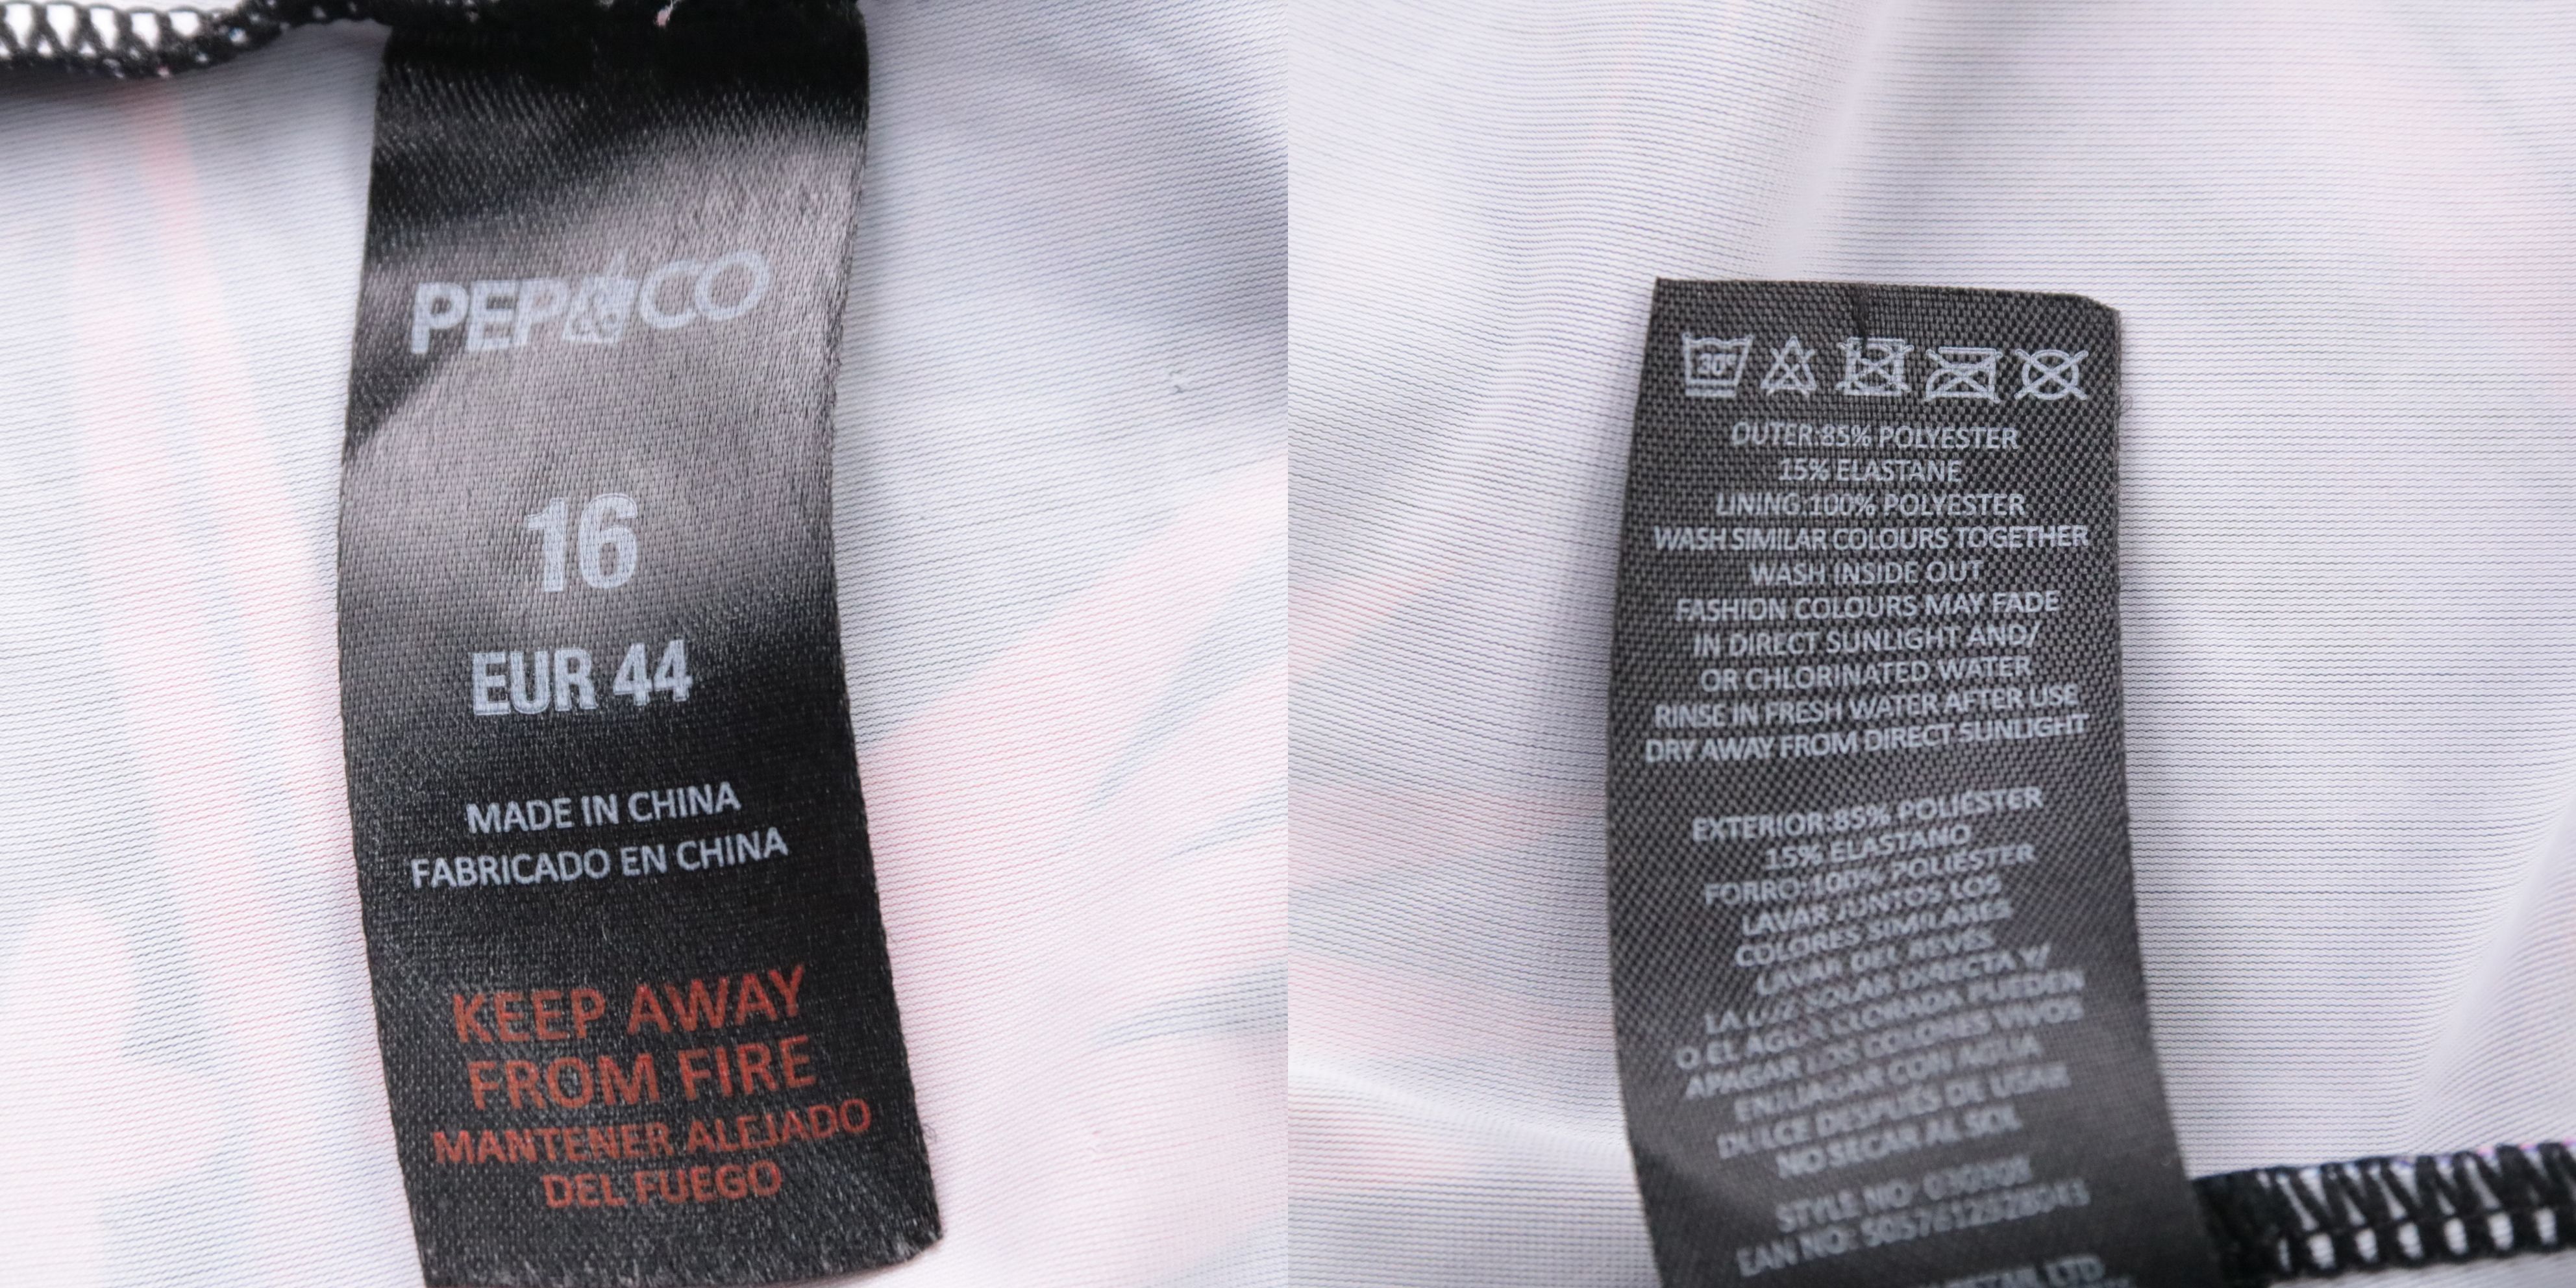 PEP&CO
16
EUR 44
MADE IN CHINA
FABRICADO EN CHINA
KEEP AWAY
FROM FIRE
MANTENER ALEJADO
DEL FUEGO
30°
OUTER:85% POLYESTER
15% ELASTANE
LINING:100% POLYESTER
WASH SIMILAR COLOURS TOGETHER
WASH INSIDE OUT
FASHION COLOURS MAY FADE
IN DIRECT SUNLIGHT AND/
OR CHLORINATED WATER
RINSE IN FRESH WATER AFTER USE
DRY AWAY FROM DIRECT SUNLIGHT
EXTERIOR:85% POLIÉSTER
15% ELASTANO
FORRO:100% POLIÉSTER
LAVAR JUNTOS LOS
COLORES SIMILARES
LAVAR DEL REVÉS
LA LUZ SOLAR DIRECTA Y/
O EL AGUA CLORADA PUEDEN
APAGAR LOS COLORES VIVOS
ENJUAGAR CON AGUA
DULCE DESPUÉS DE USAR
NO SECAR AL SOL
STYLE NO:
EAN NO:
LTD